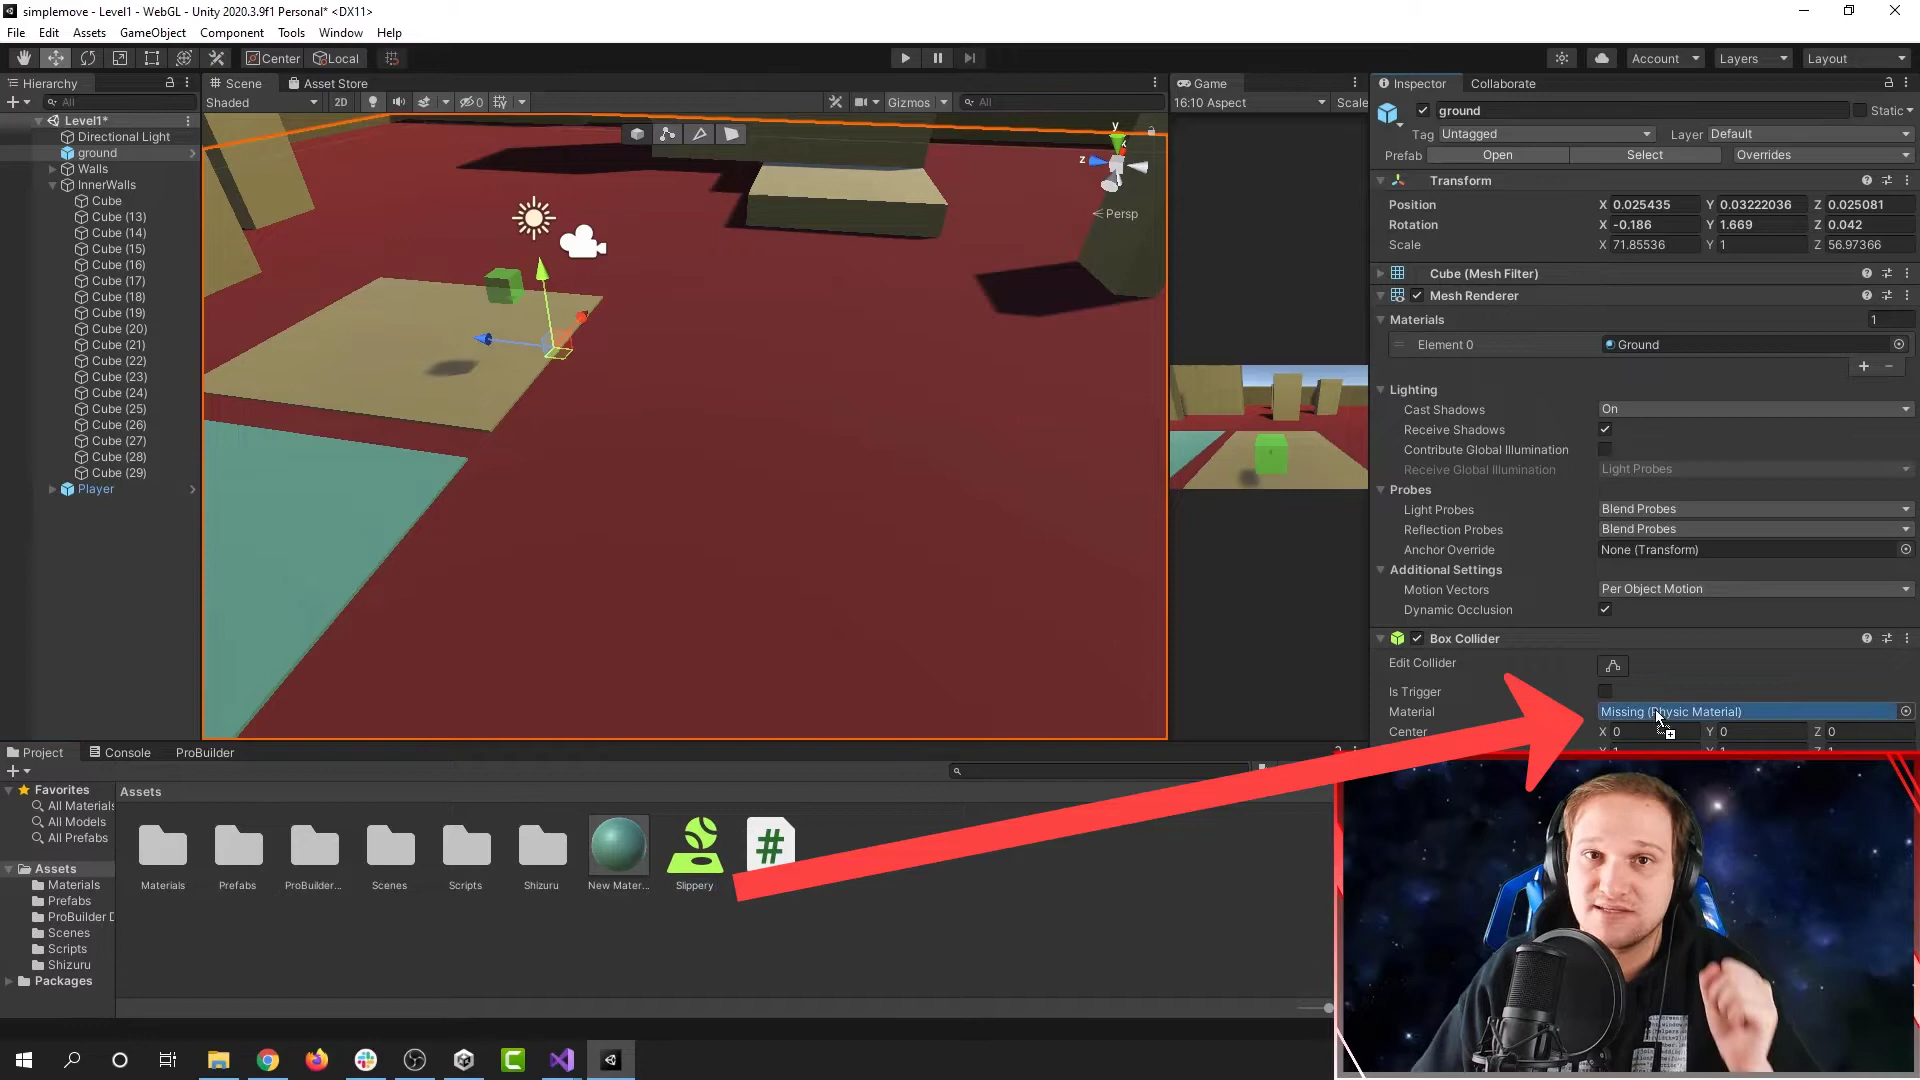 simplemove - Level1 - WebGL - Unity 2020.3.9f1 Personal* <DX11>
File Edit Assets GameObject Component Tools Window Help
Center Local Account Layers Layout
Hierarchy
All
Level1*
Directional Light
ground
Walls
InnerWalls
Cube
Cube (13)
Cube (14)
Cube (15)
Cube (16)
Cube (17)
Cube (18)
Cube (19)
Cube (20)
Cube (21)
Cube (22)
Cube (23)
Cube (24)
Cube (25)
Cube (26)
Cube (27)
Cube (28)
Cube (29)
Player
Scene Asset Store
Shaded 2D 0 Gizmos All
y
x
z
Persp
Game
16:10 Aspect Scale
Inspector Collaborate
ground Static
Tag Untagged Layer Default
Prefab Open Select Overrides
Transform
Position X 0.025435 Y 0.03222036 Z 0.025081
Rotation X -0.186 Y 1.669 Z 0.042
Scale X 71.85536 Y 1 Z 56.97366
Cube (Mesh Filter)
Mesh Renderer
Materials 1
Element 0 Ground
Lighting
Cast Shadows On
Receive Shadows
Contribute Global Illumination
Receive Global Illumination Light Probes
Probes
Light Probes Blend Probes
Reflection Probes Blend Probes
Anchor Override None (Transform)
Additional Settings
Motion Vectors Per Object Motion
Dynamic Occlusion
Box Collider
Edit Collider
Is Trigger
Material Missing (Physic Material)
Center X 0 Y 0 Z 0
Project Console ProBuilder
Favorites
All Materials
All Models
All Prefabs
Assets
Materials
Prefabs
ProBuilder D
Scenes
Scripts
Shizuru
Packages
Assets
Materials Prefabs ProBuilder... Scenes Scripts Shizuru New Mater... Slippery
#